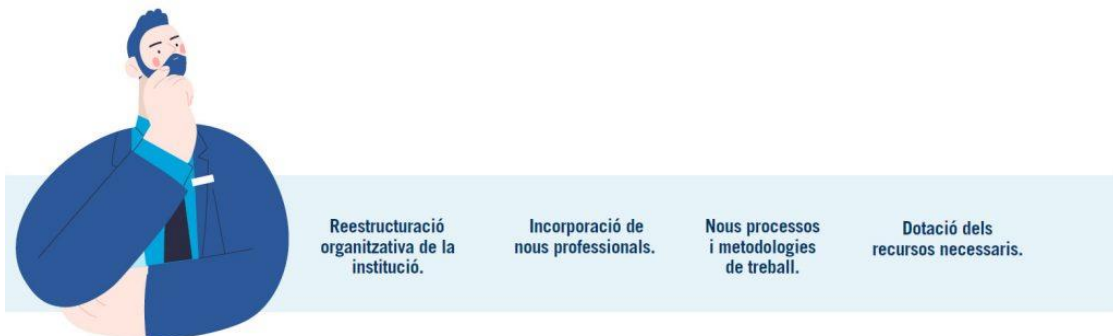 Reestructuració
organitzativa de la
institució.
Incorporació de
nous professionals.
Nous processos
i metodologies
de treball.
Dotació dels
recursos necessaris.